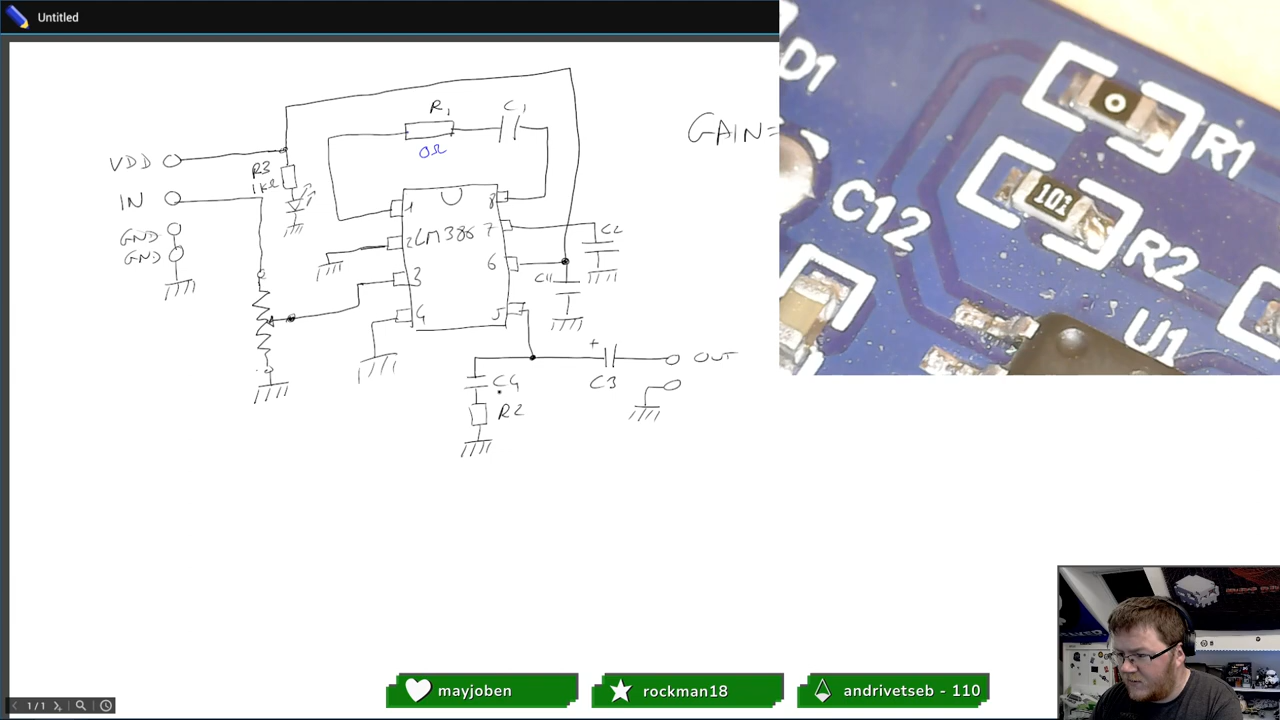 Untitled
VDD
IN
GND
GND
R3
1kΩ
R1
0Ω
C1
GAIN=
LM386
1
2
3
4
8
7
6
5
C2
C11
C4
R2
+
C3
OUT
D1
C12
0
R1
101
R2
U1
1/1
mayjoben
rockman18
andrivetseb - 110